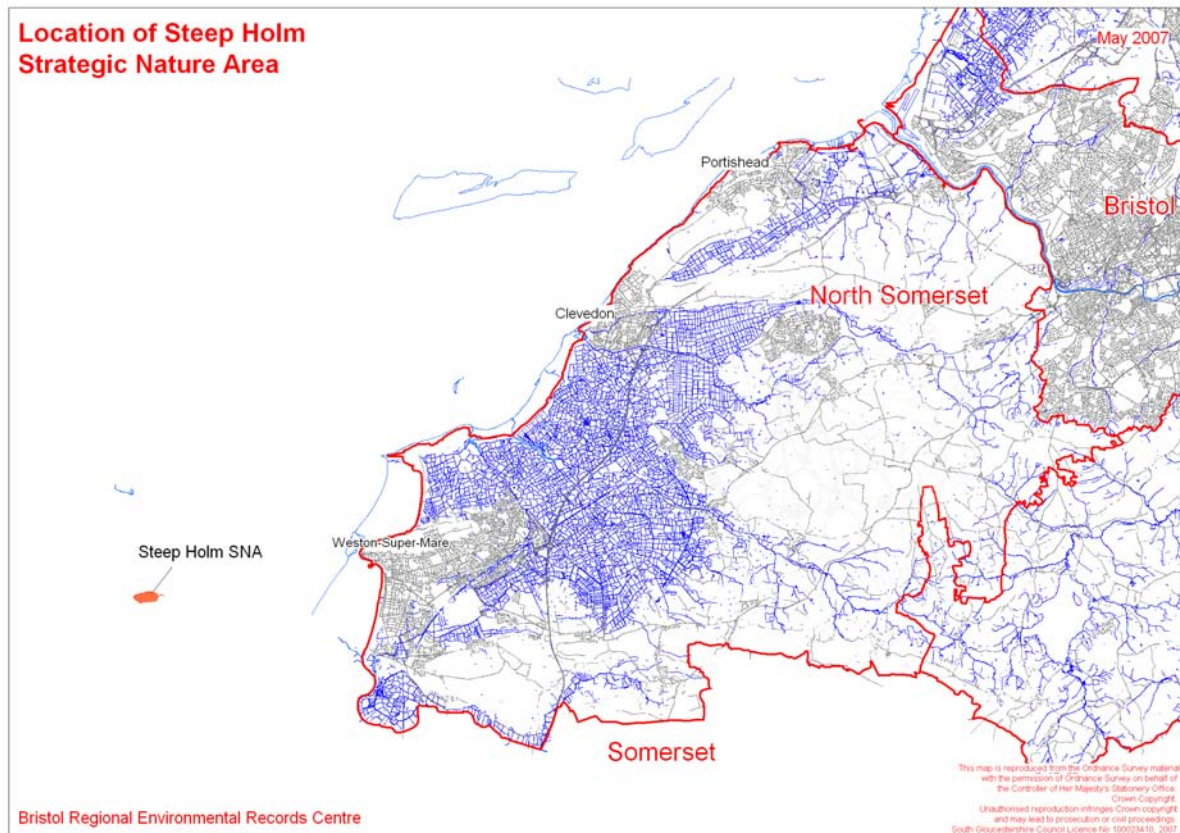 Location of Steep Holm
Strategic Nature Area
May 2007
Portishead
Bristol
North Somerset
Clevedon
Weston-Super-Mare
Steep Holm SNA
Somerset
This map is reproduced from the Ordnance Survey material
with the permission of Ordnance Survey on behalf of
the Controller of Her Majesty's Stationery Office
Crown Copyright.
Unauthorised reproduction infringes Crown copyright
and may lead to prosecution or civil proceedings.
South Gloucestershire Council Licence No 100023410, 2007
Bristol Regional Environmental Records Centre